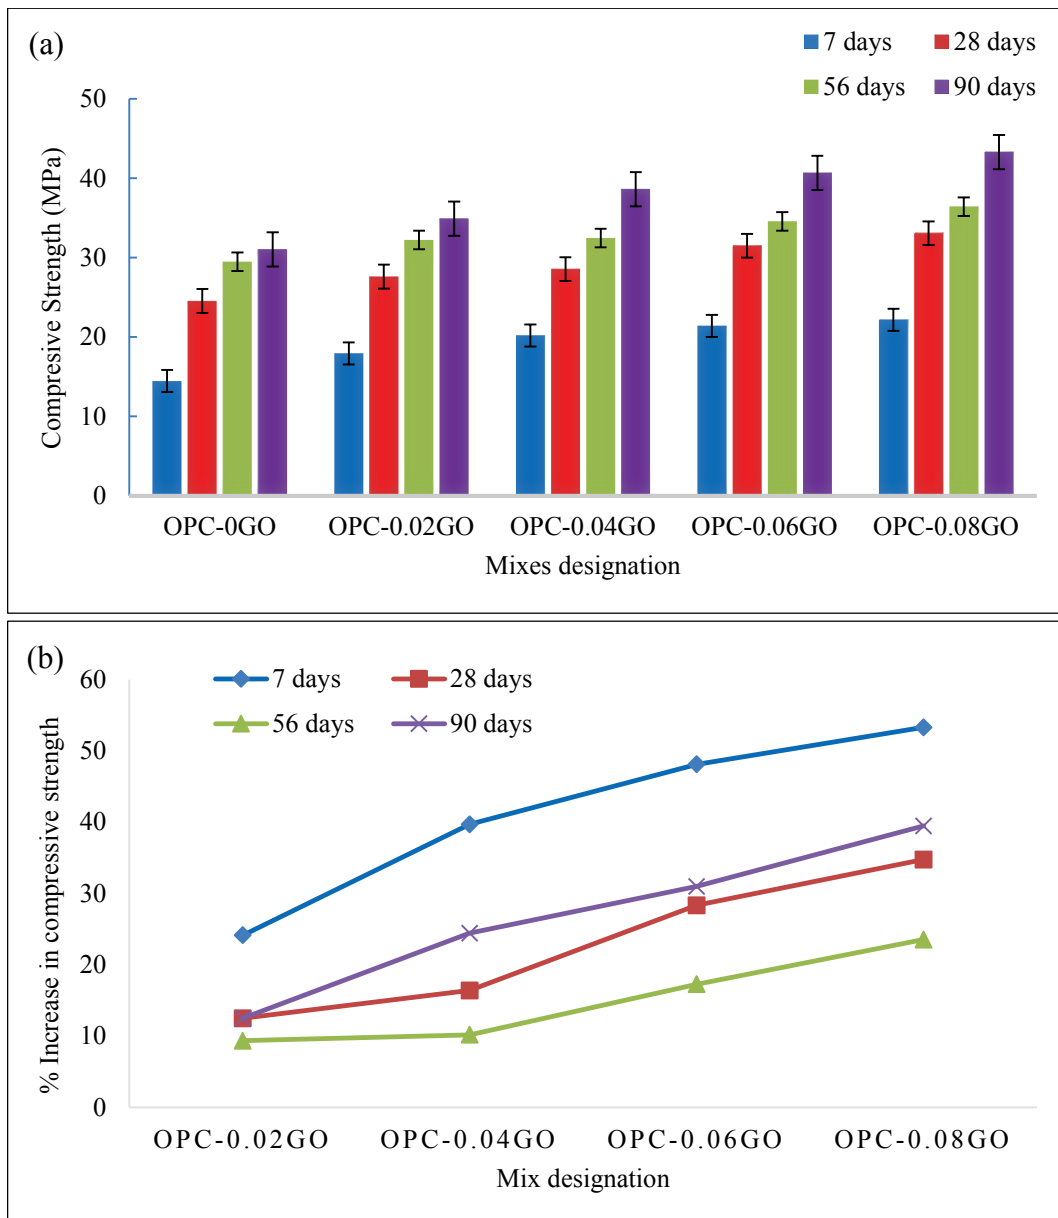 (a)
7 days 28 days
56 days 90 days
Compresive Strength (MPa)
50
40
30
20
10
0
OPC-0GO OPC-0.02GO OPC-0.04GO OPC-0.06GO OPC-0.08GO
Mixes designation
(b)
7 days 28 days
56 days 90 days
% Increase in compressive strength
60
50
40
30
20
10
0
OPC-0.02GO OPC-0.04GO OPC-0.06GO OPC-0.08GO
Mix designation